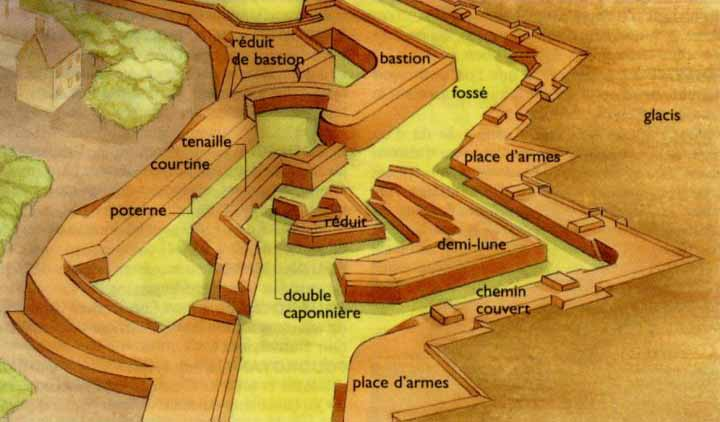 réduit
de bastion
bastion
fossé
glacis
tenaille
courtine
place d'armes
poterne
réduit
demi-lune
double
caponnière
chemin
couvert
place d'armes